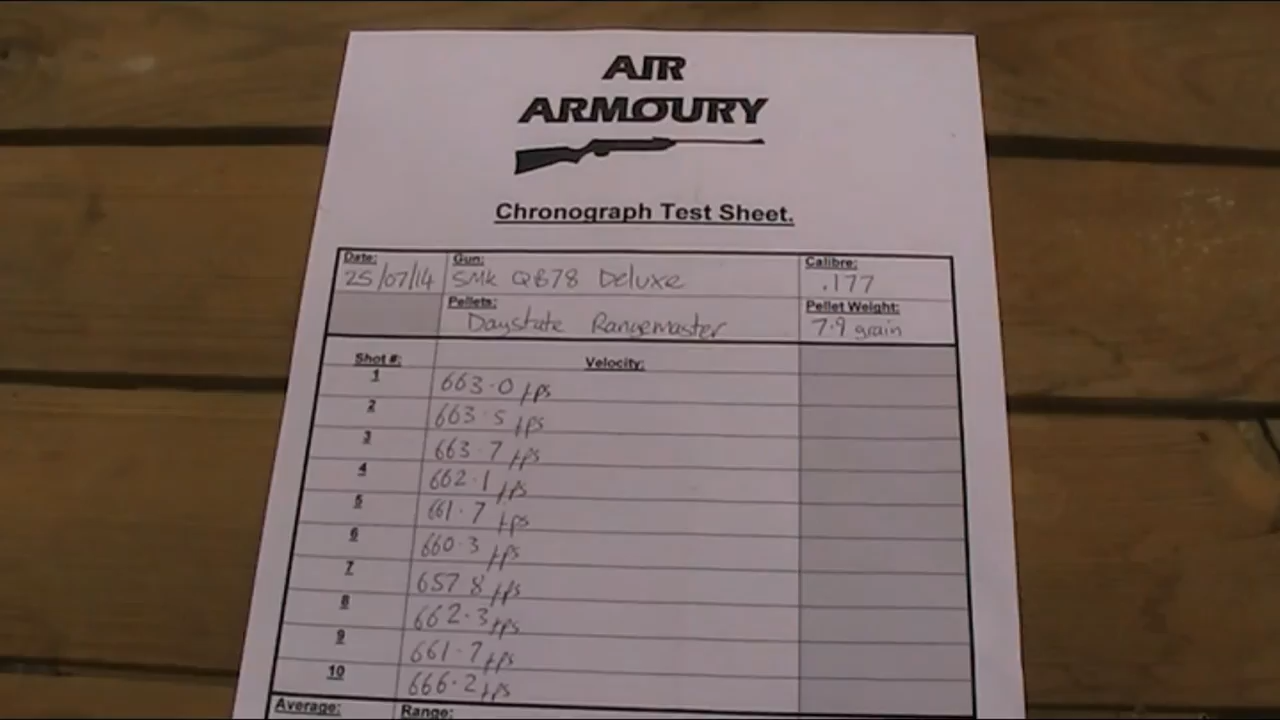 AIR
ARMOURY
Chronograph Test Sheet.
Date: Gun: Calibre:
25/07/14 SMK QB78 Deluxe .177
Pellets: Pellet Weight:
Daystate Rangemaster 7.9 grain
Shot #: Velocity:
1 663.0 fps
2 663.5 fps
3 663.7 fps
4 662.1 fps
5 661.7 fps
6 660.3 fps
7 657.8 fps
8 662.3 fps
9 661.7 fps
10 666.2 fps
Average: Range: